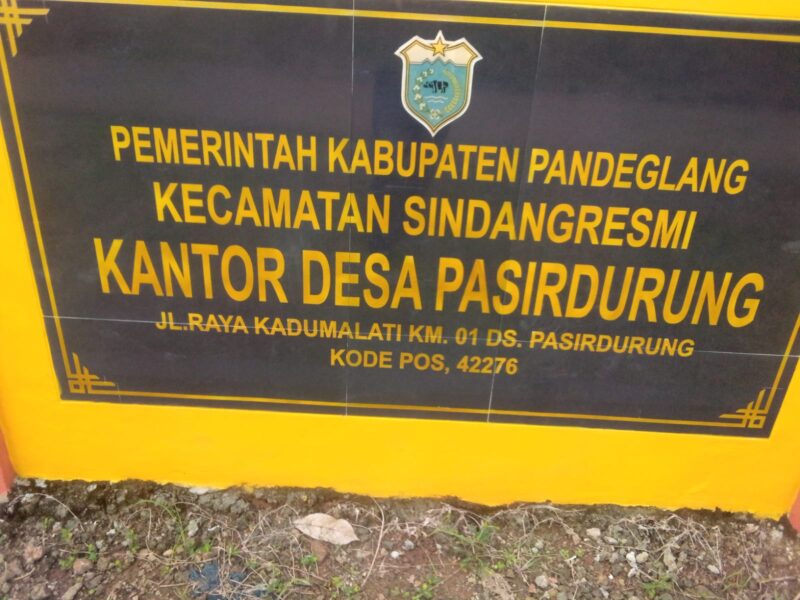 PEMERINTAH KABUPATEN PANDEGLANG
KECAMATAN SINDANGRESMI
KANTOR DESA PASIRDURUNG
JL.RAYA KADUMALATI KM. 01 DS. PASIRDURUNG
KODE POS, 42276